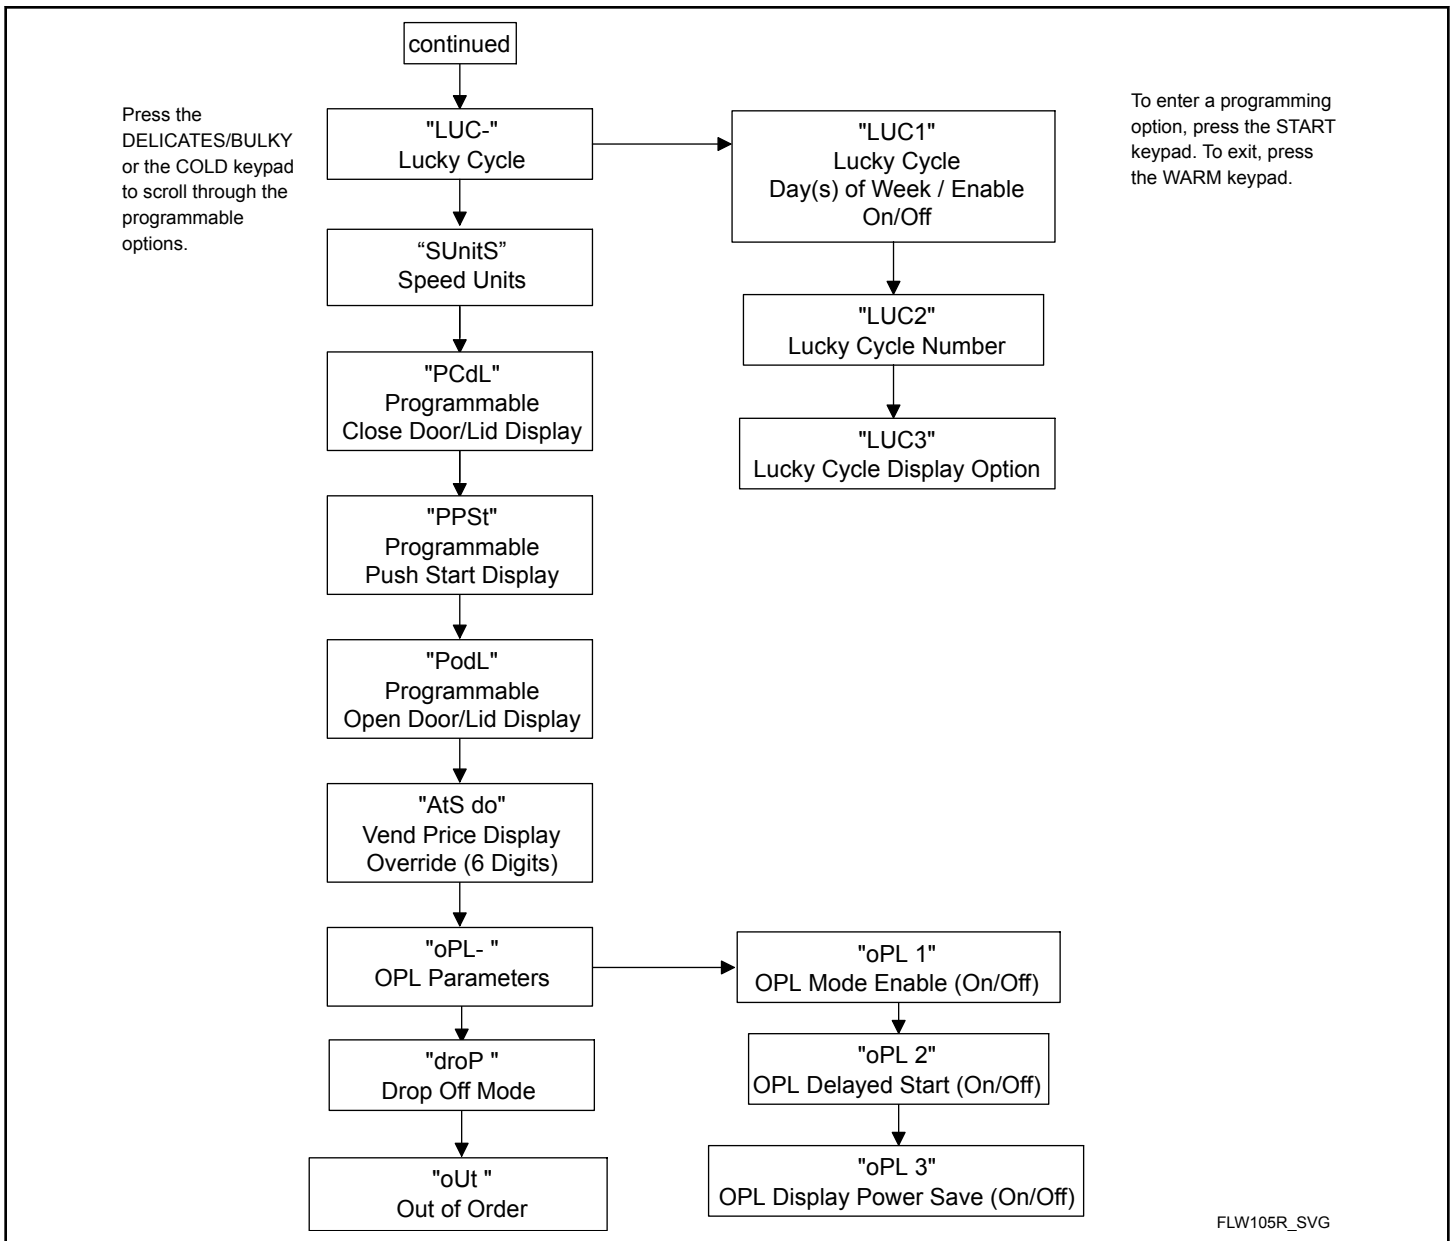 continued
Press the
DELICATES/BULKY
or the COLD keypad
to scroll through the
programmable
options.
"LUC-"
Lucky Cycle
"LUC1"
Lucky Cycle
Day(s) of Week / Enable
On/Off
To enter a programming
option, press the START
keypad. To exit, press
the WARM keypad.
“SUnitS”
Speed Units
"LUC2"
Lucky Cycle Number
"PCdL"
Programmable
Close Door/Lid Display
"LUC3"
Lucky Cycle Display Option
"PPSt"
Programmable
Push Start Display
"PodL"
Programmable
Open Door/Lid Display
"AtS do"
Vend Price Display
Override (6 Digits)
"oPL- "
OPL Parameters
"oPL 1"
OPL Mode Enable (On/Off)
"droP "
Drop Off Mode
"oPL 2"
OPL Delayed Start (On/Off)
"oUt "
Out of Order
"oPL 3"
OPL Display Power Save (On/Off)
FLW105R_SVG